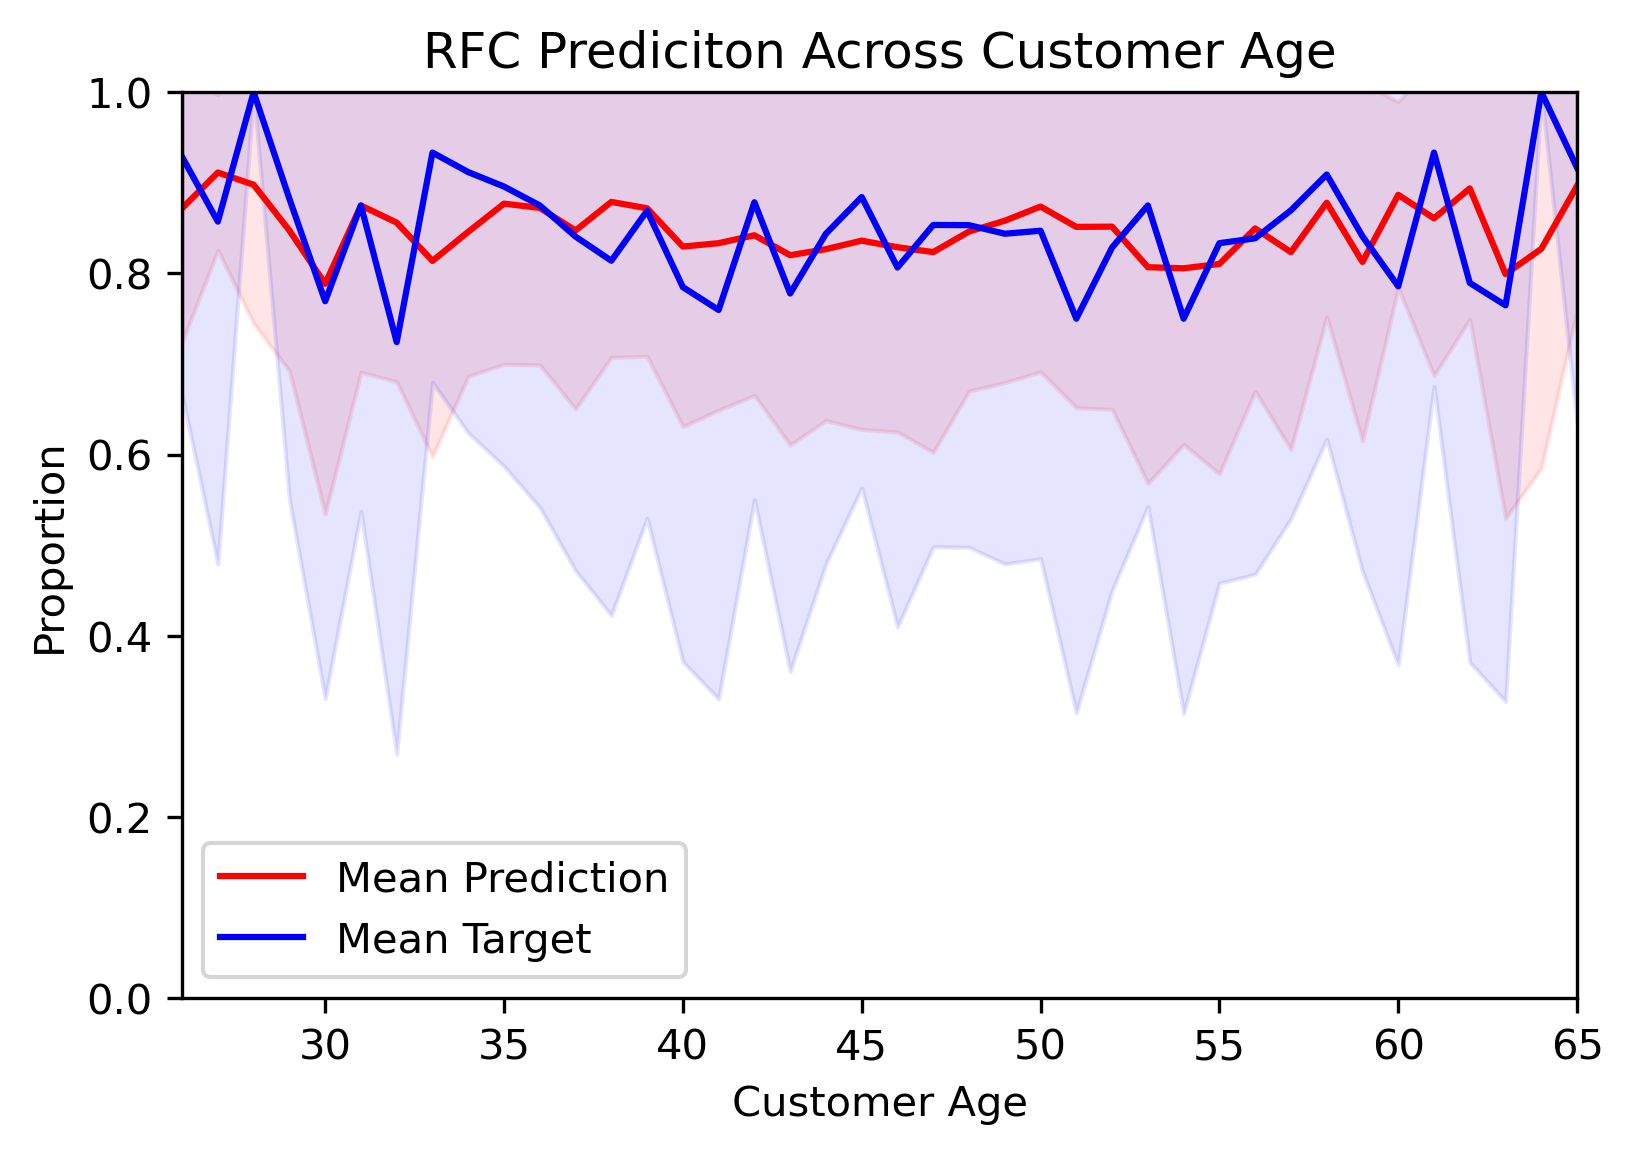 RFC Prediciton Across Customer Age
1.0
0.8
0.6
0.4
0.2
0.0
Proportion
Mean Prediction
Mean Target
30 35 40 45 50 55 60 65
Customer Age